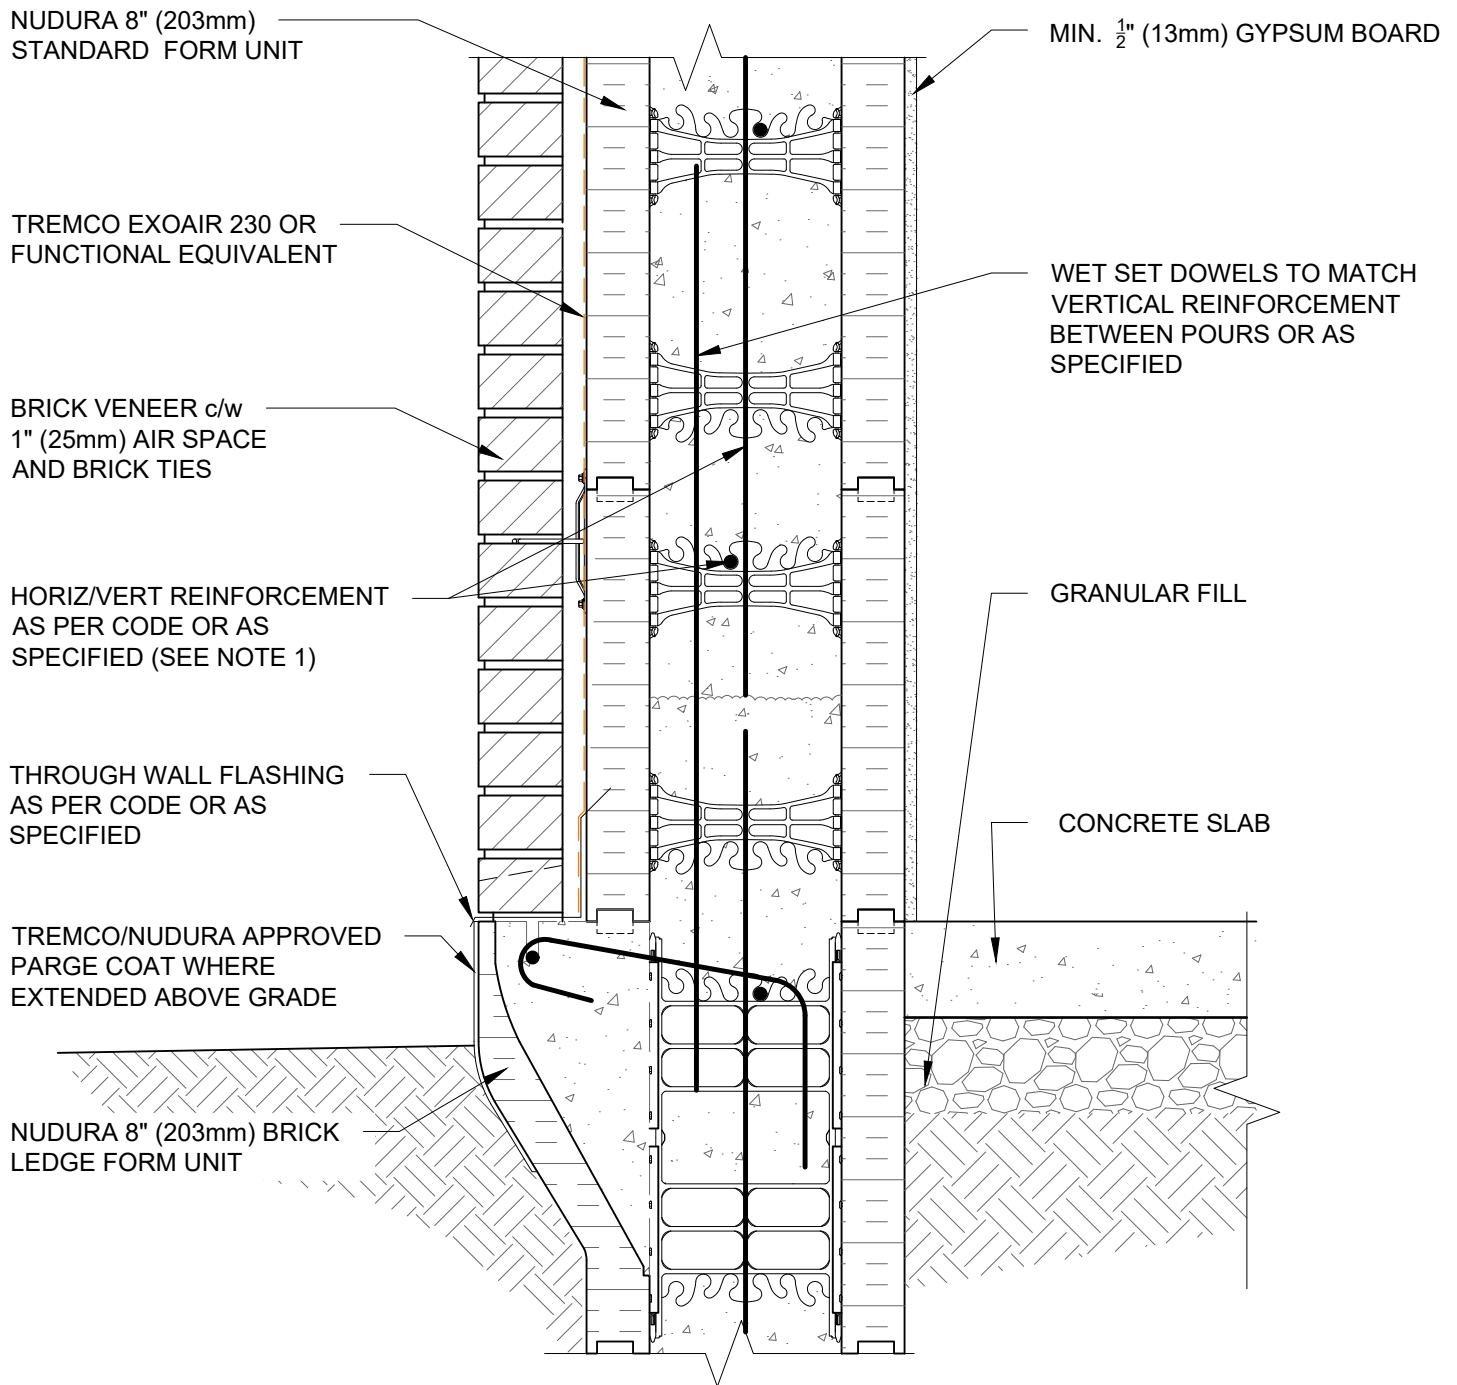 NUDURA 8" (203mm)
STANDARD FORM UNIT
TREMCO EXOAIR 230 OR
FUNCTIONAL EQUIVALENT
BRICK VENEER c/w
1" (25mm) AIR SPACE
AND BRICK TIES
HORIZ/VERT REINFORCEMENT
AS PER CODE OR AS
SPECIFIED (SEE NOTE 1)
THROUGH WALL FLASHING
AS PER CODE OR AS
SPECIFIED
TREMCO/NUDURA APPROVED
PARGE COAT WHERE
EXTENDED ABOVE GRADE
NUDURA 8" (203mm) BRICK
LEDGE FORM UNIT
MIN. 1/2" (13mm) GYPSUM BOARD
WET SET DOWELS TO MATCH
VERTICAL REINFORCEMENT
BETWEEN POURS OR AS
SPECIFIED
GRANULAR FILL
CONCRETE SLAB